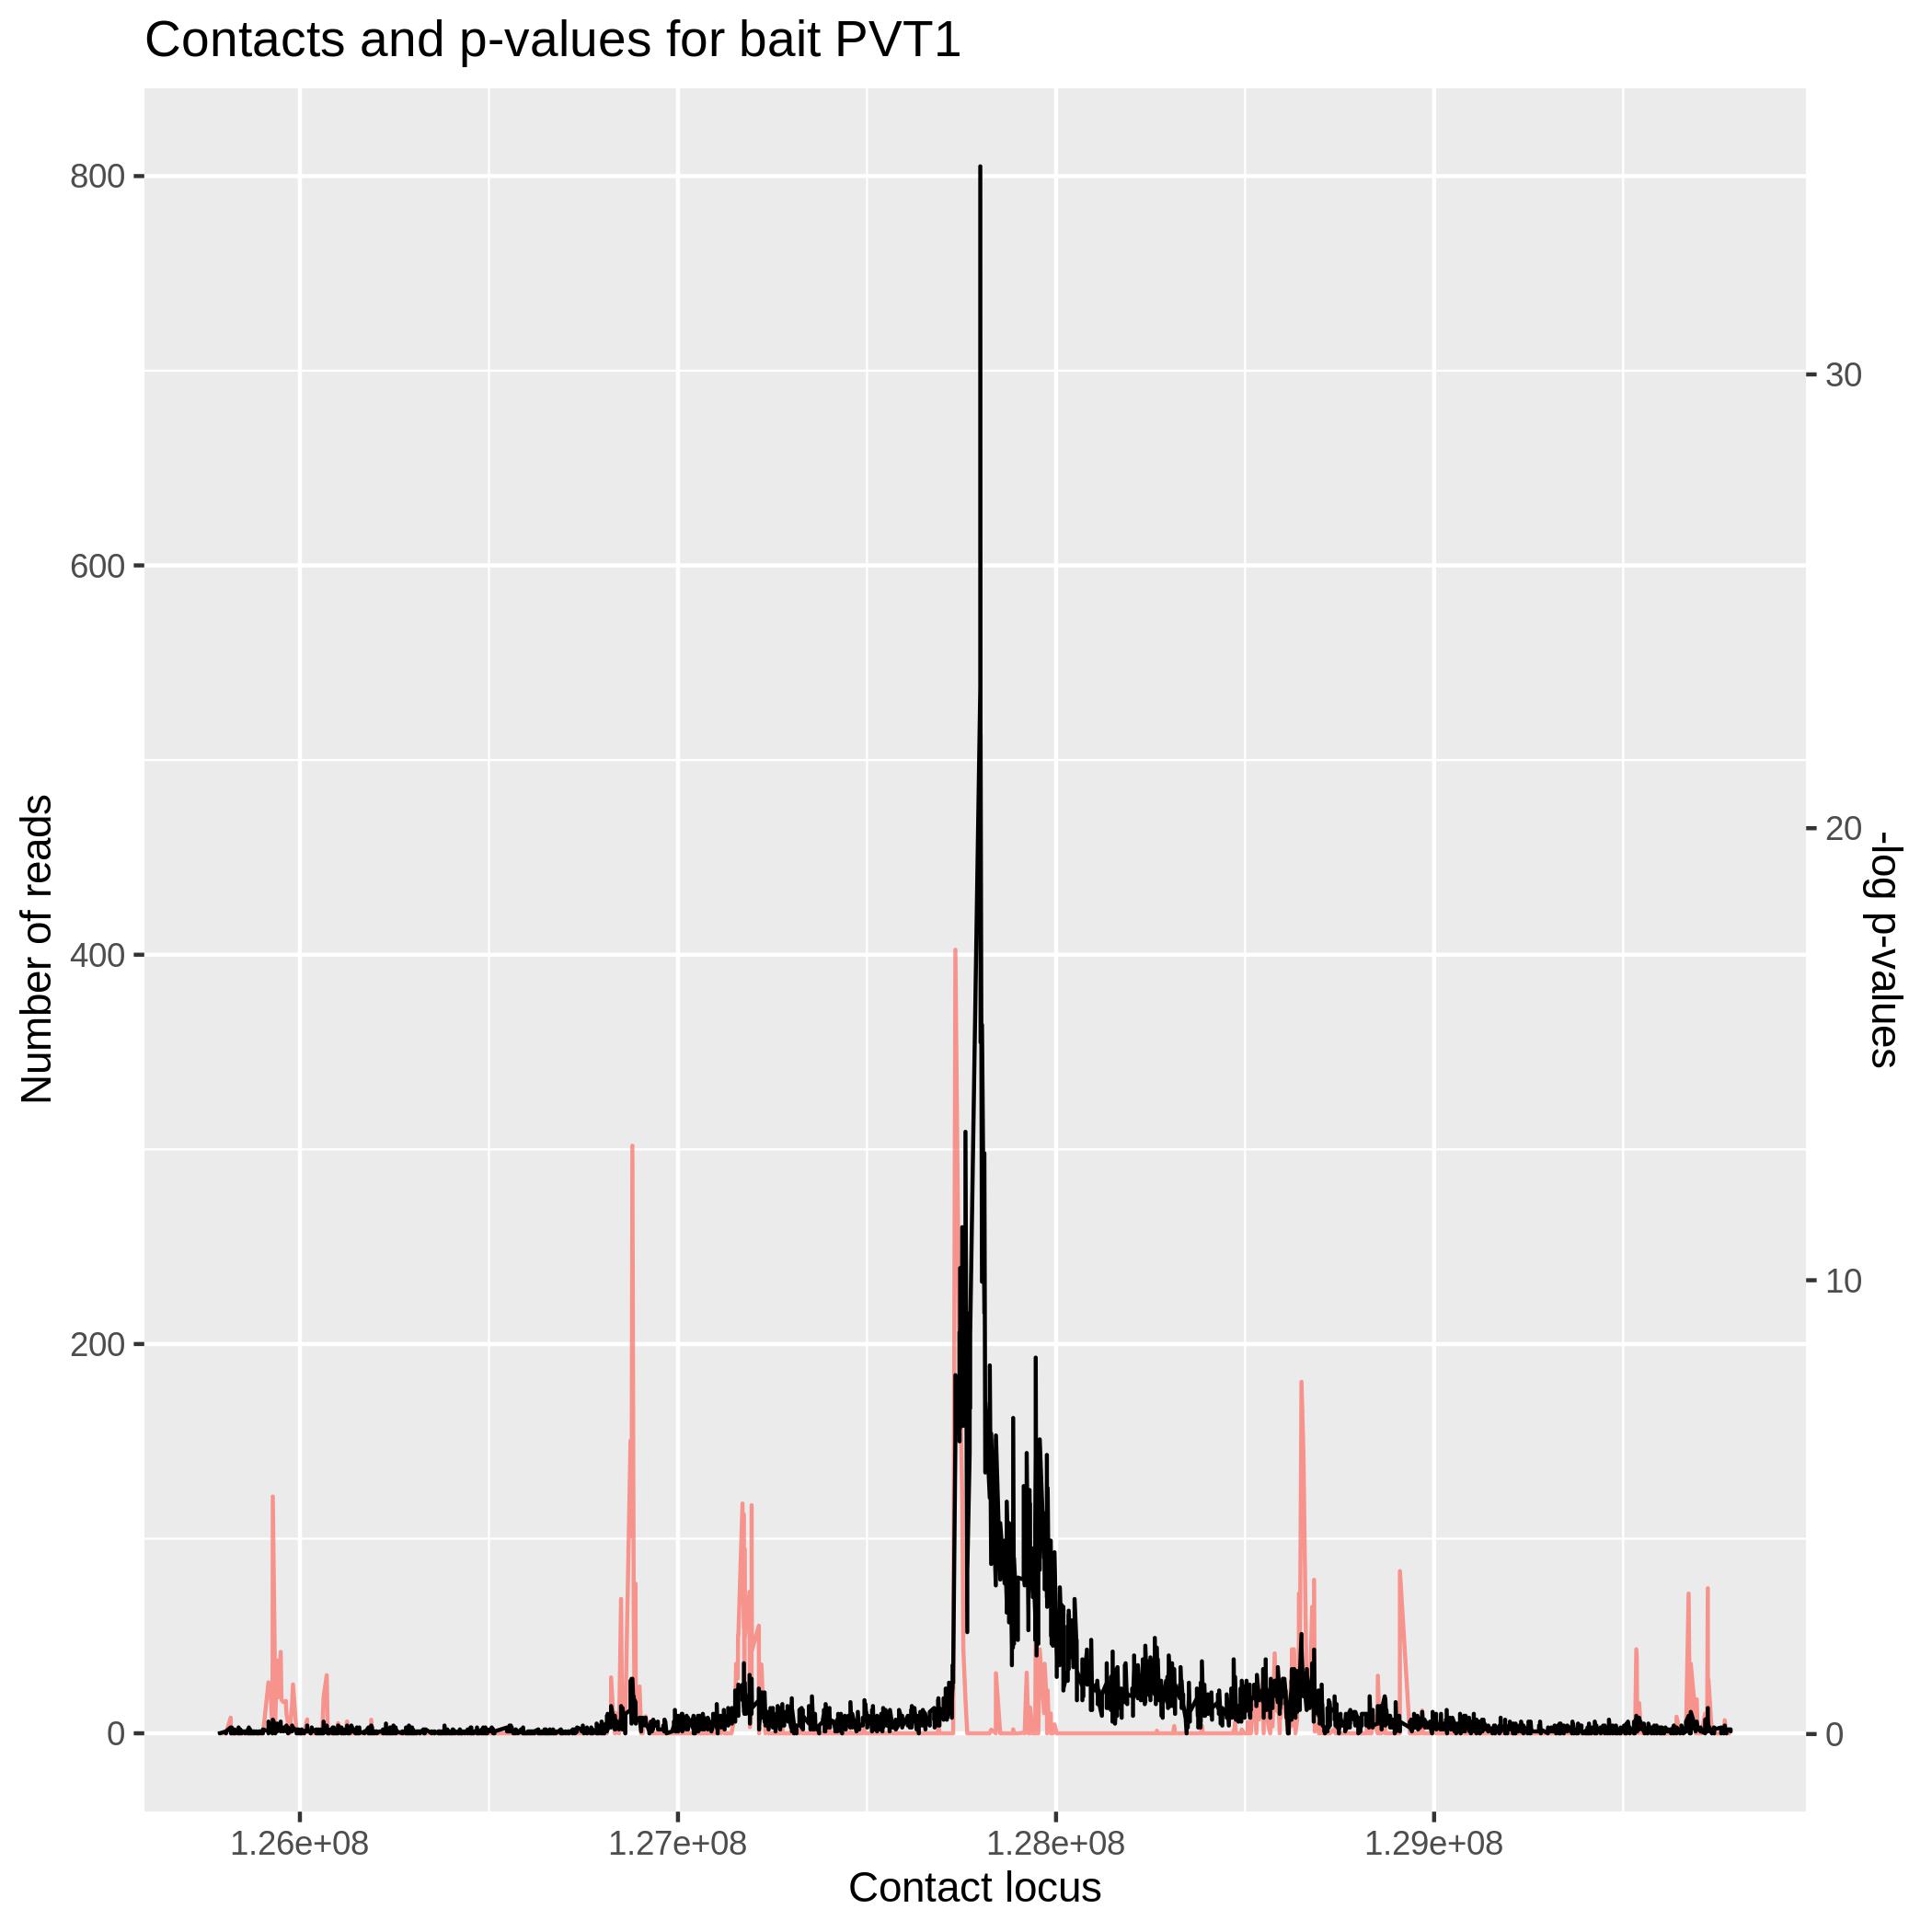 Contacts and p-values for bait PVT1
800
600
400
200
0
Number of reads
30
20
10
0
-log p-values
1.26e+08
1.27e+08
1.28e+08
1.29e+08
Contact locus